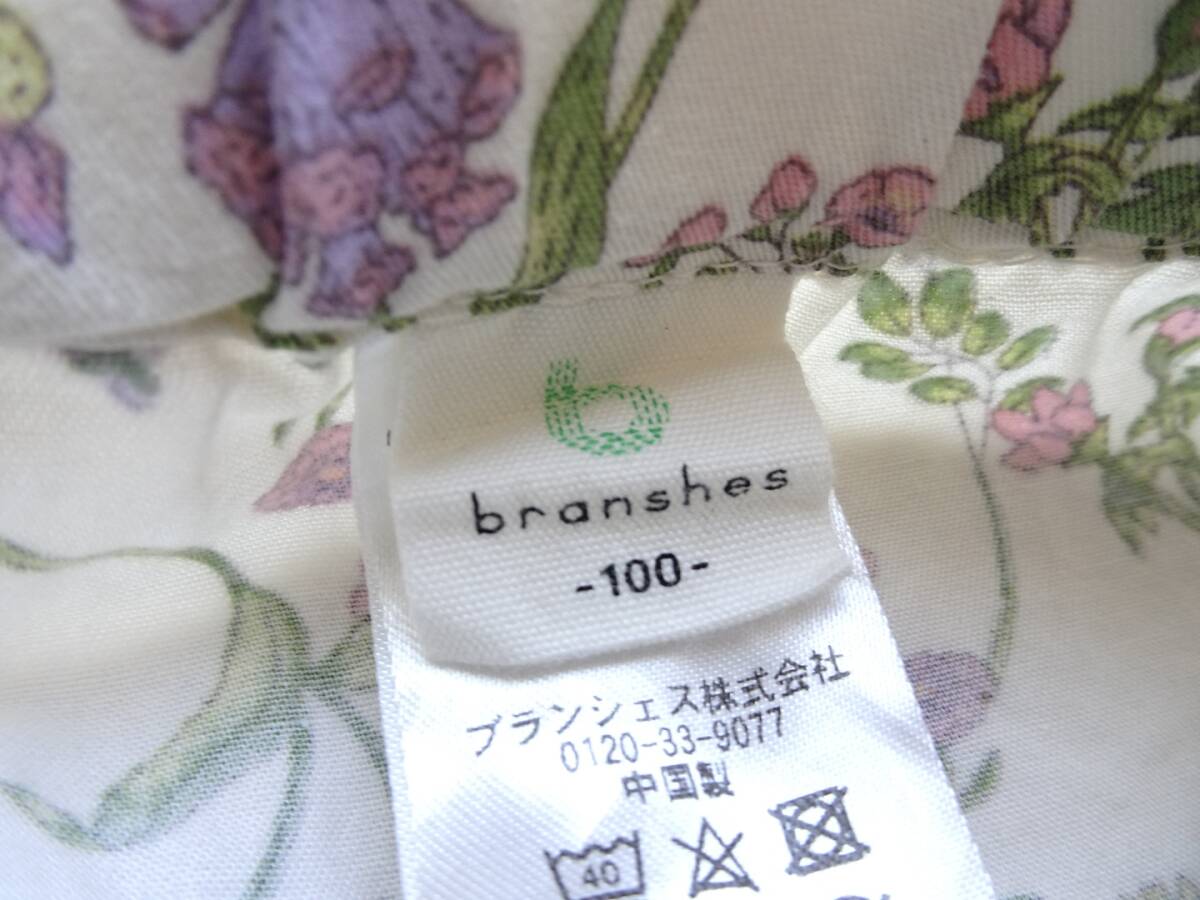 b
branshes
-100-
ブランシェス株式会社
0120-33-9077
中国製
40